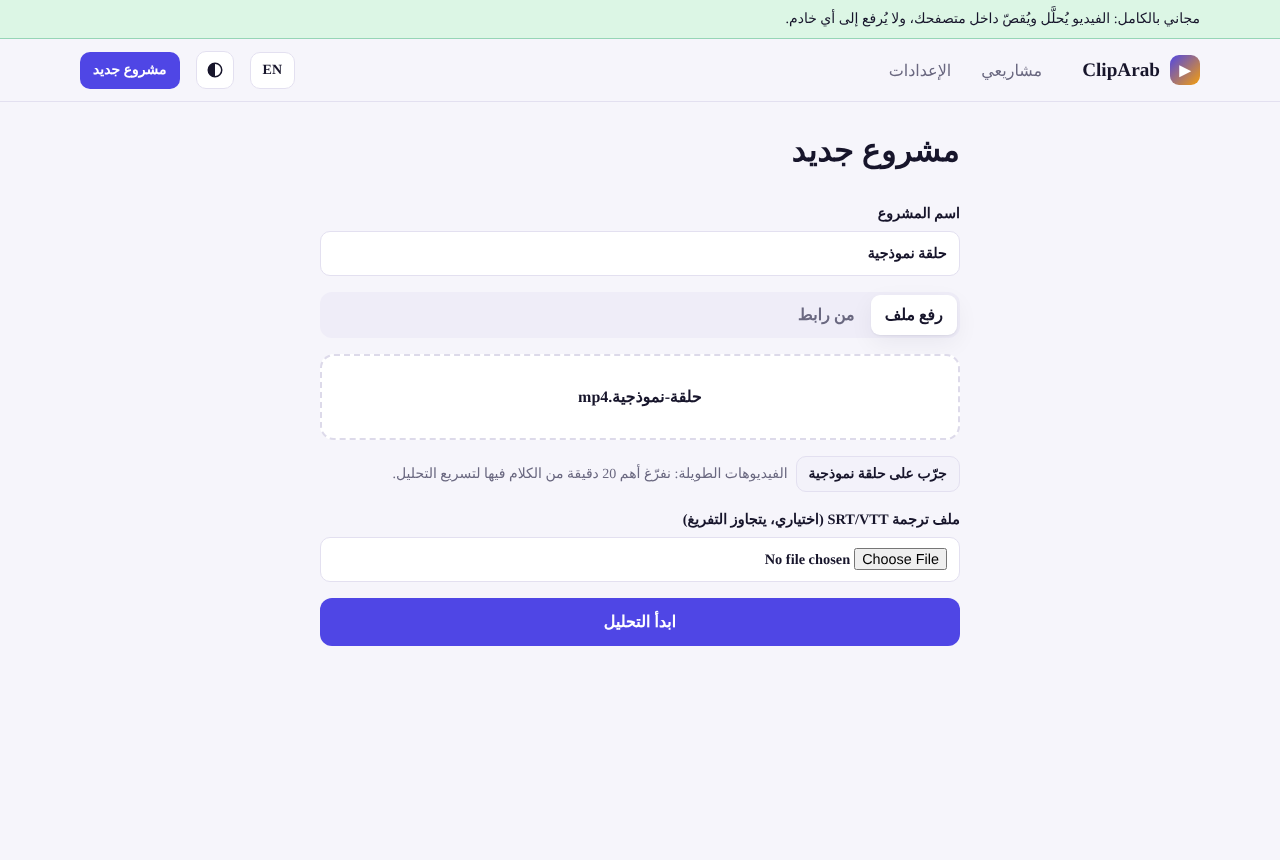 مجاني بالكامل: الفيديو يُحلَّل ويُقصّ داخل متصفحك، ولا يُرفع إلى أي خادم.
ClipArab
مشاريعي
الإعدادات
EN
مشروع جديد
مشروع جديد
اسم المشروع
حلقة نموذجية
رفع ملف
من رابط
حلقة-نموذجية.mp4
جرّب على حلقة نموذجية
الفيديوهات الطويلة: نفرّغ أهم 20 دقيقة من الكلام فيها لتسريع التحليل.
ملف ترجمة SRT/VTT (اختياري، يتجاوز التفريغ)
Choose File No file chosen
ابدأ التحليل